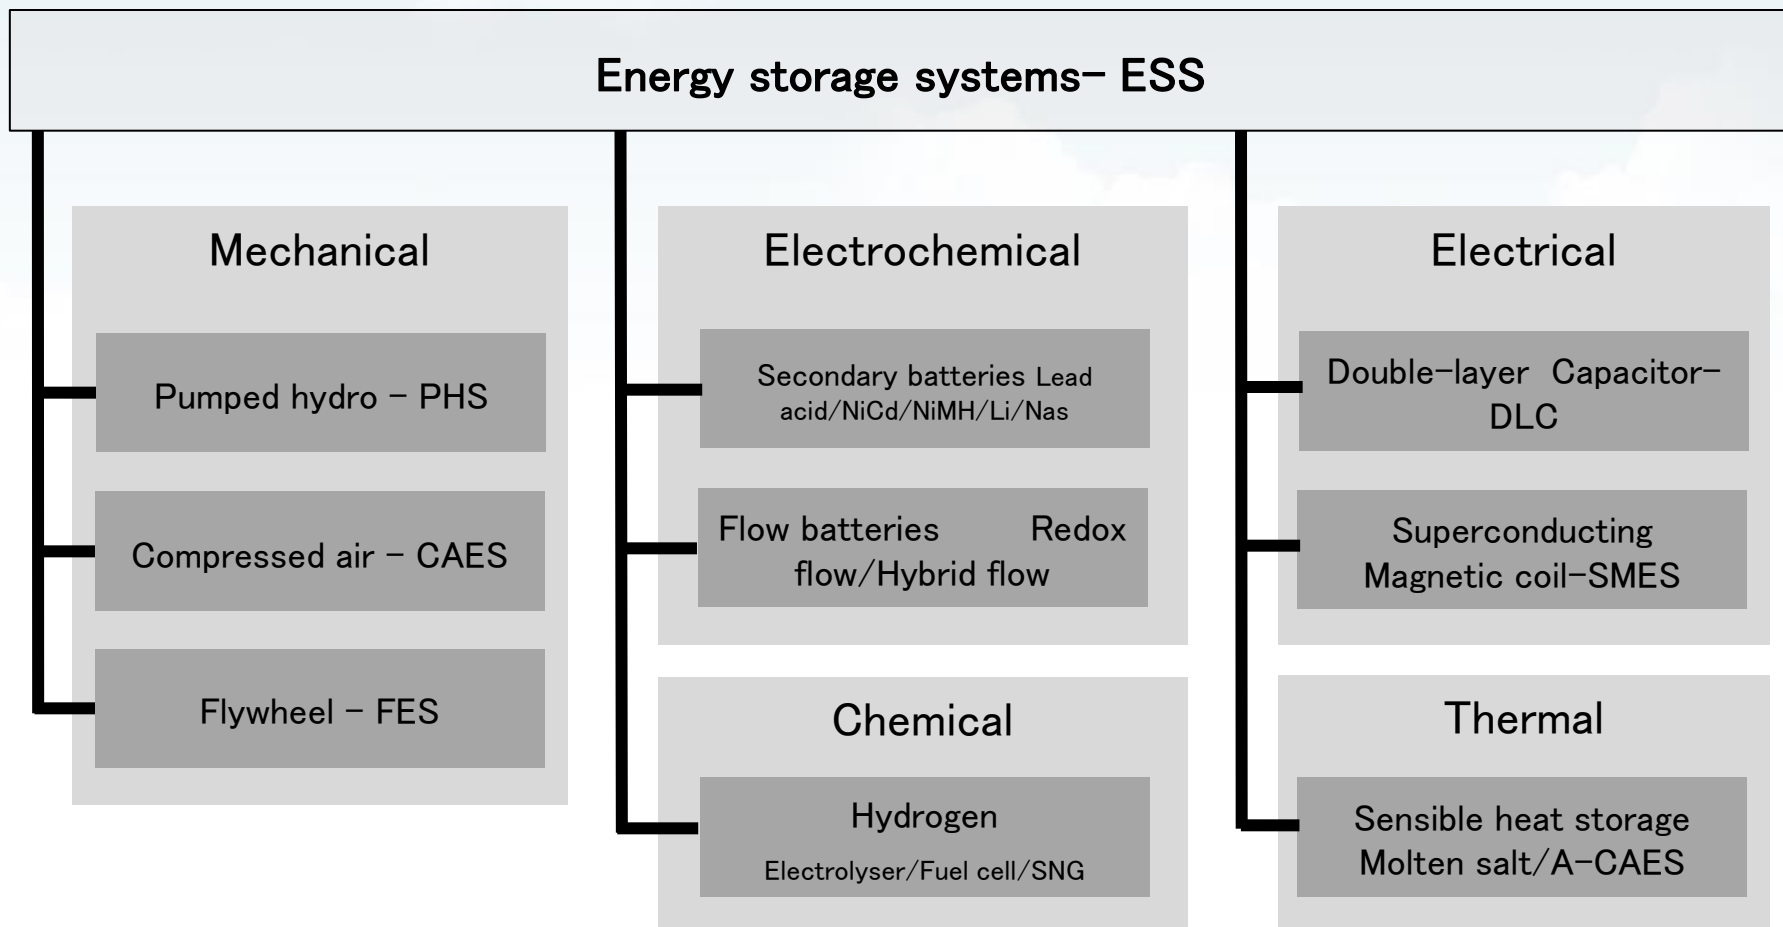 Energy storage systems- ESS
Mechanical
Pumped hydro - PHS
Compressed air - CAES
Flywheel - FES
Electrochemical
Secondary batteries Lead
acid/NiCd/NiMH/Li/Nas
Flow batteries Redox
flow/Hybrid flow
Chemical
Hydrogen
Electrolyser/Fuel cell/SNG
Electrical
Double-layer Capacitor-
DLC
Superconducting
Magnetic coil-SMES
Thermal
Sensible heat storage
Molten salt/A-CAES